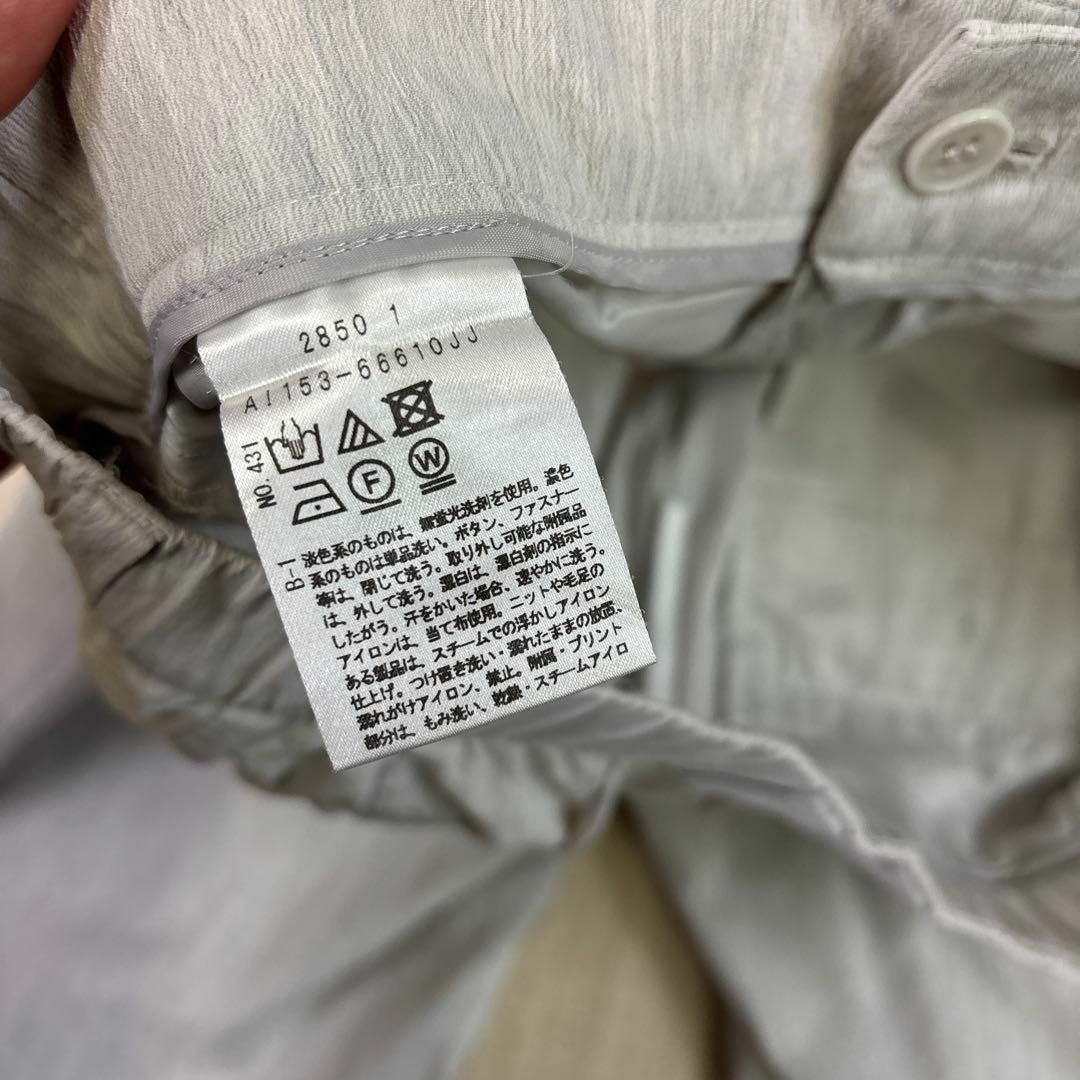 2850 1
AI153-66610JJ
NO. 431
F
W
B-1
淡色系のものは、無蛍光洗剤を使用。濃色
系のものは単品洗い。ボタン、ファスナー
等は、閉じて洗う。取り外し可能な附属品
は、外して洗う。漂白は、漂白剤の指示に
したがう。汗をかいた場合、速やかに洗う。
アイロンは、当て布使用。ニットや毛足の
ある製品は、スチームでの浮かしアイロン
仕上げ。つけ置き洗い・濡れたままの放置、
濡れがけアイロン、禁止。附属・プリント
部分は、もみ洗い、乾燥・スチームアイロ